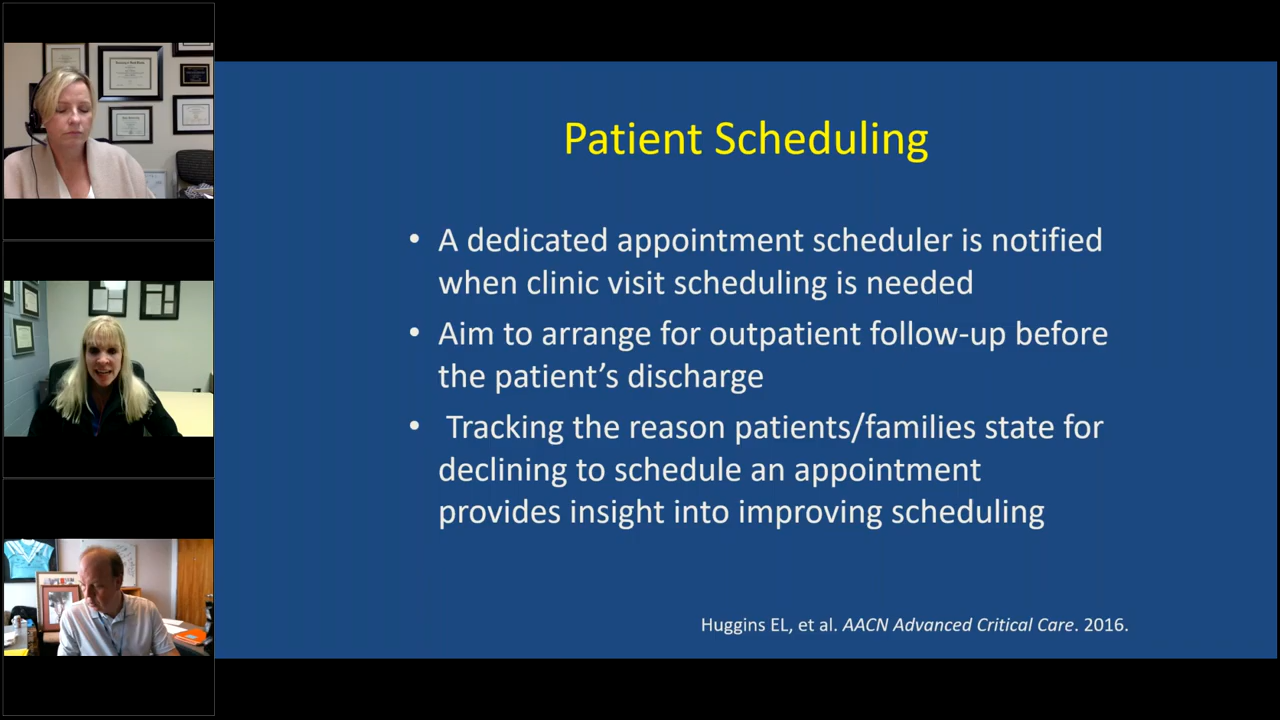 Patient Scheduling
• A dedicated appointment scheduler is notified
when clinic visit scheduling is needed
• Aim to arrange for outpatient follow-up before
the patient’s discharge
• Tracking the reason patients/families state for
declining to schedule an appointment
provides insight into improving scheduling
Huggins EL, et al. AACN Advanced Critical Care. 2016.